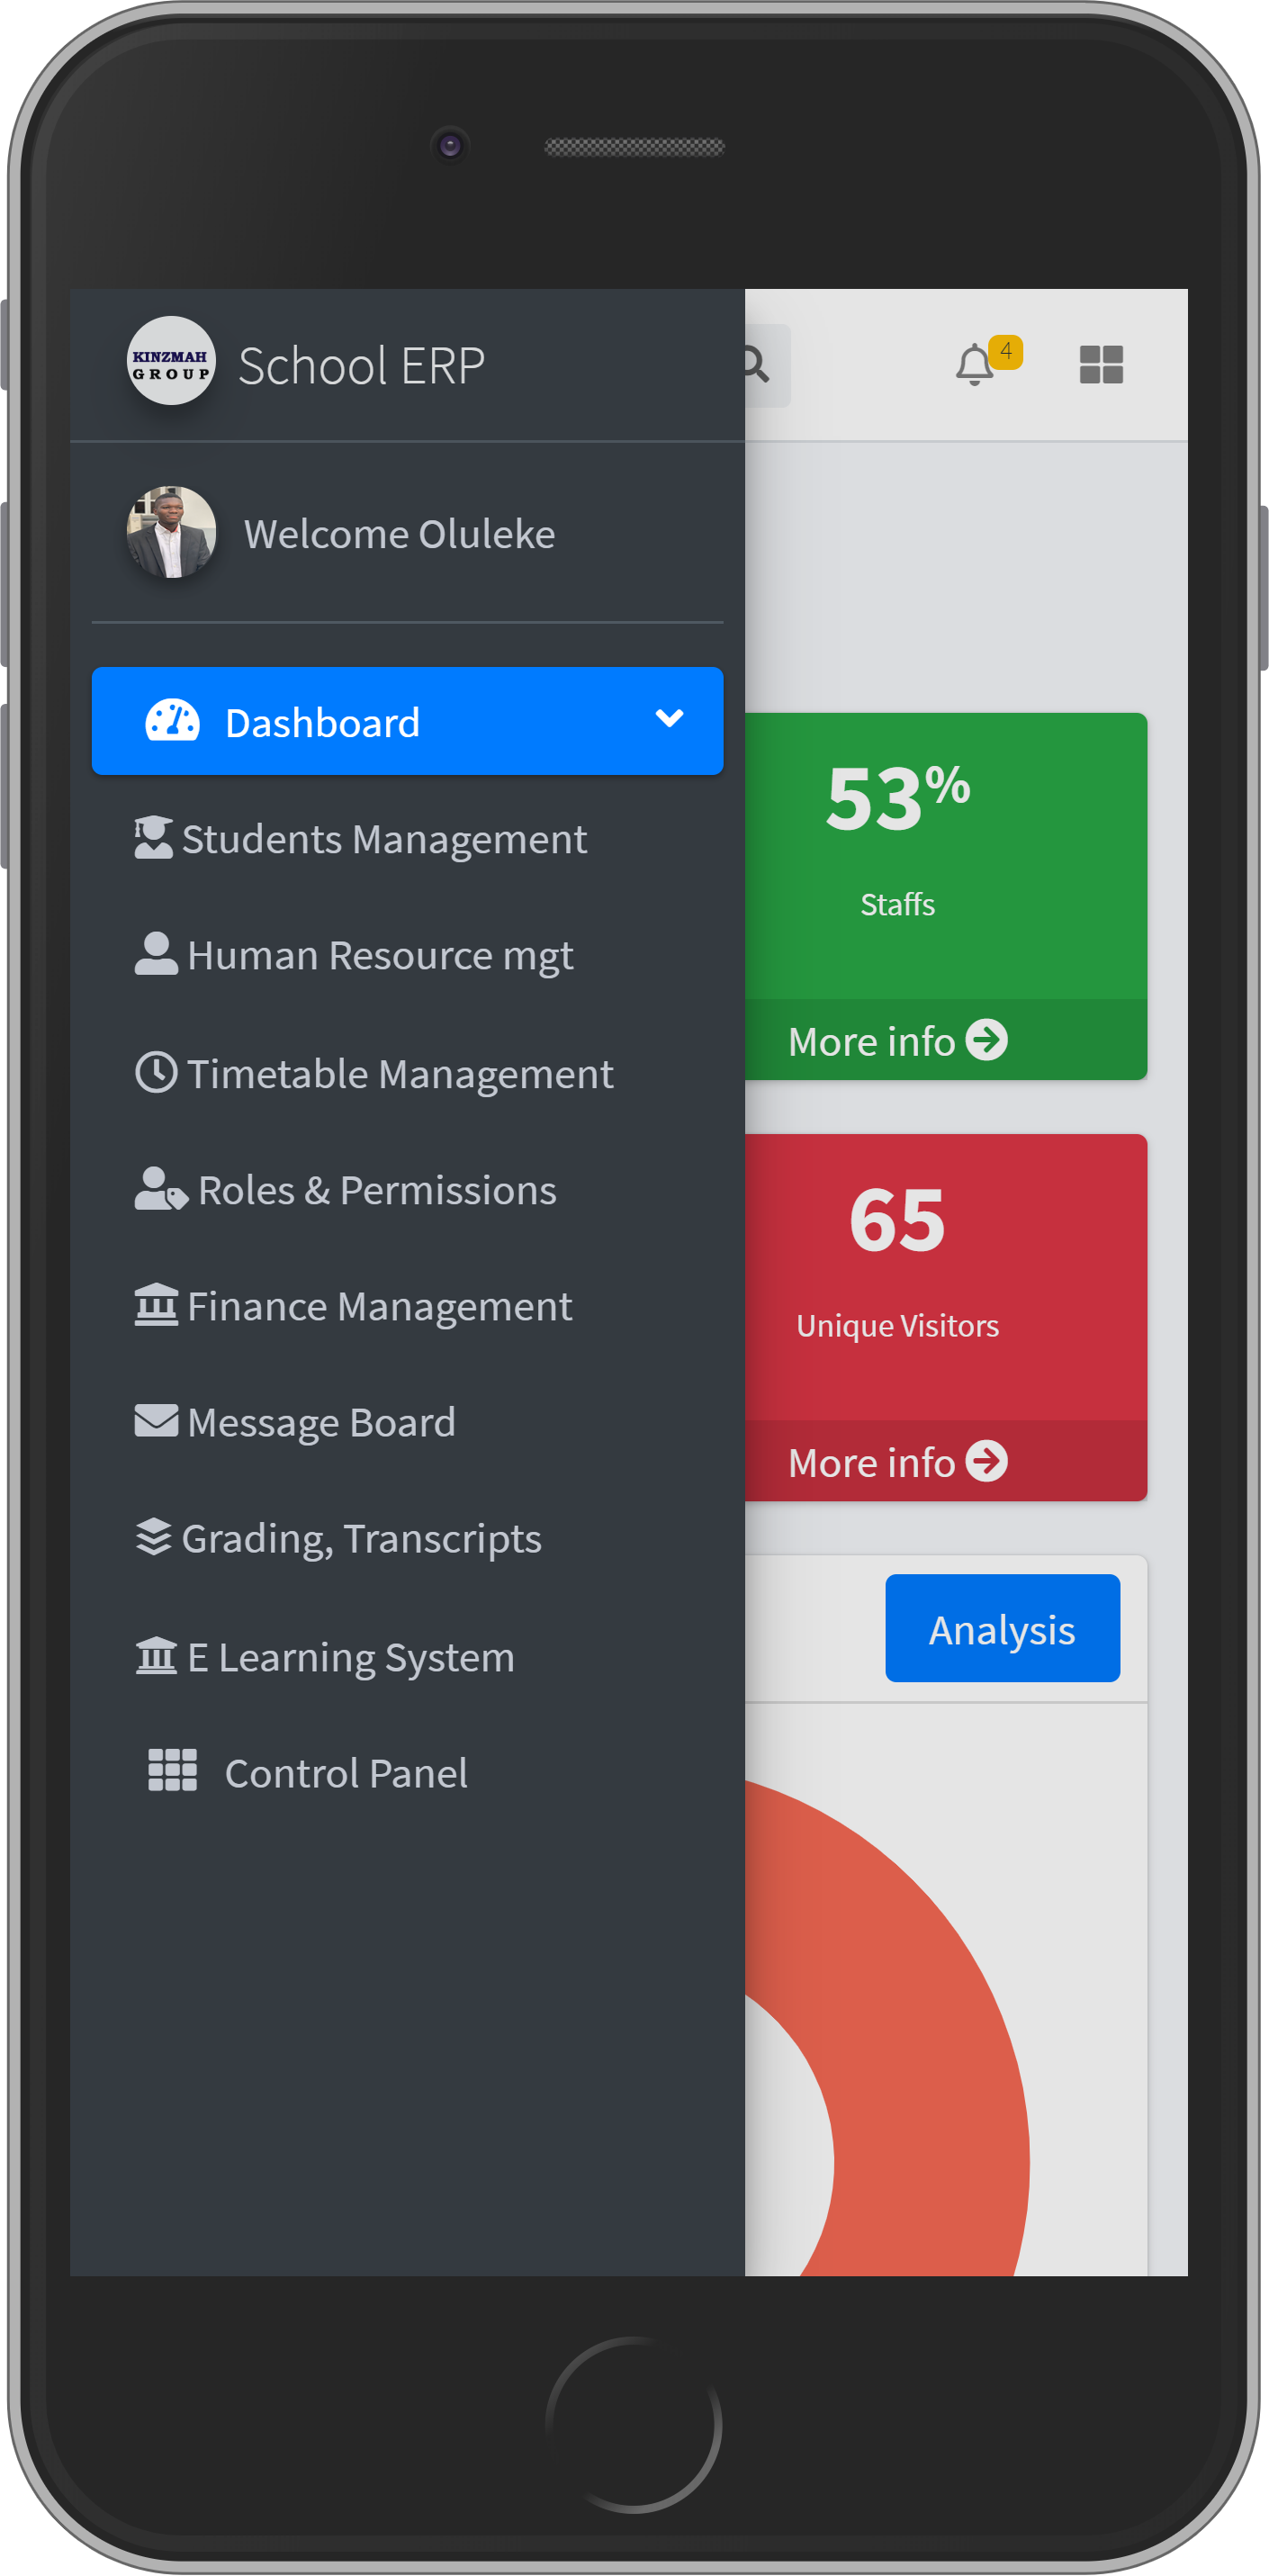 KINZMAH
GROUP
School ERP
4
Welcome Oluleke
Dashboard
Students Management
Human Resource mgt
Timetable Management
Roles & Permissions
Finance Management
Message Board
Grading, Transcripts
E Learning System
Control Panel
53%
Staffs
More info
65
Unique Visitors
More info
Analysis